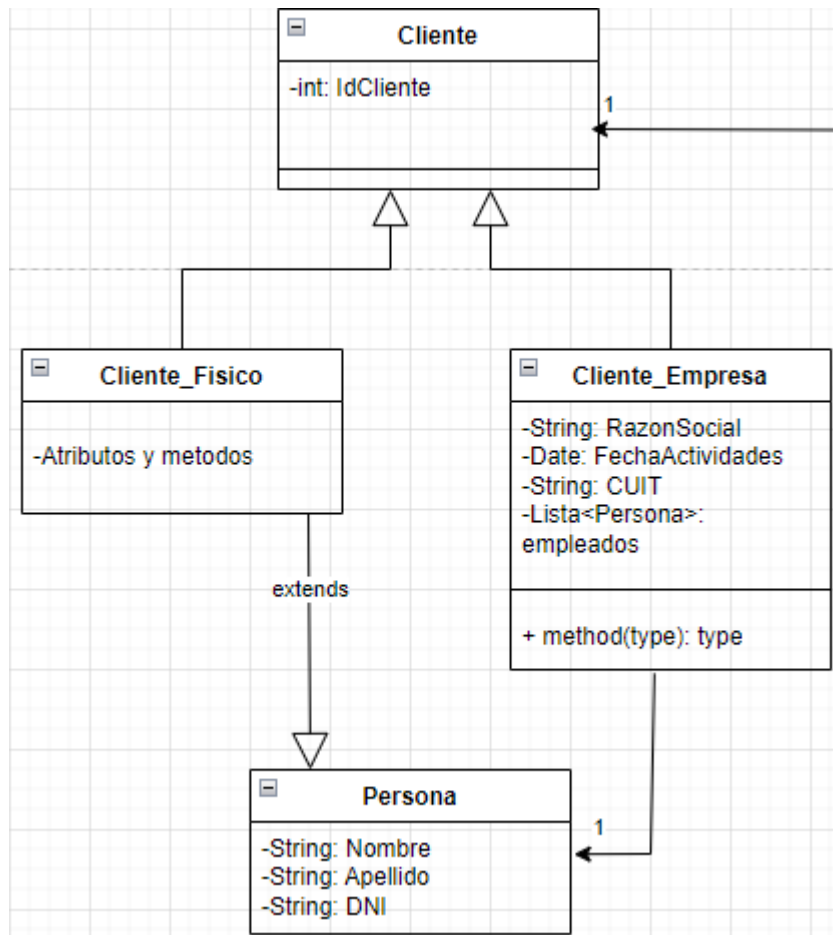 Cliente
-int: IdCliente
1
Cliente_Fisico
-Atributos y metodos
Cliente_Empresa
-String: RazonSocial
-Date: FechaActividades
-String: CUIT
-Lista<Persona>:
empleados
+ method(type): type
extends
1
Persona
-String: Nombre
-String: Apellido
-String: DNI